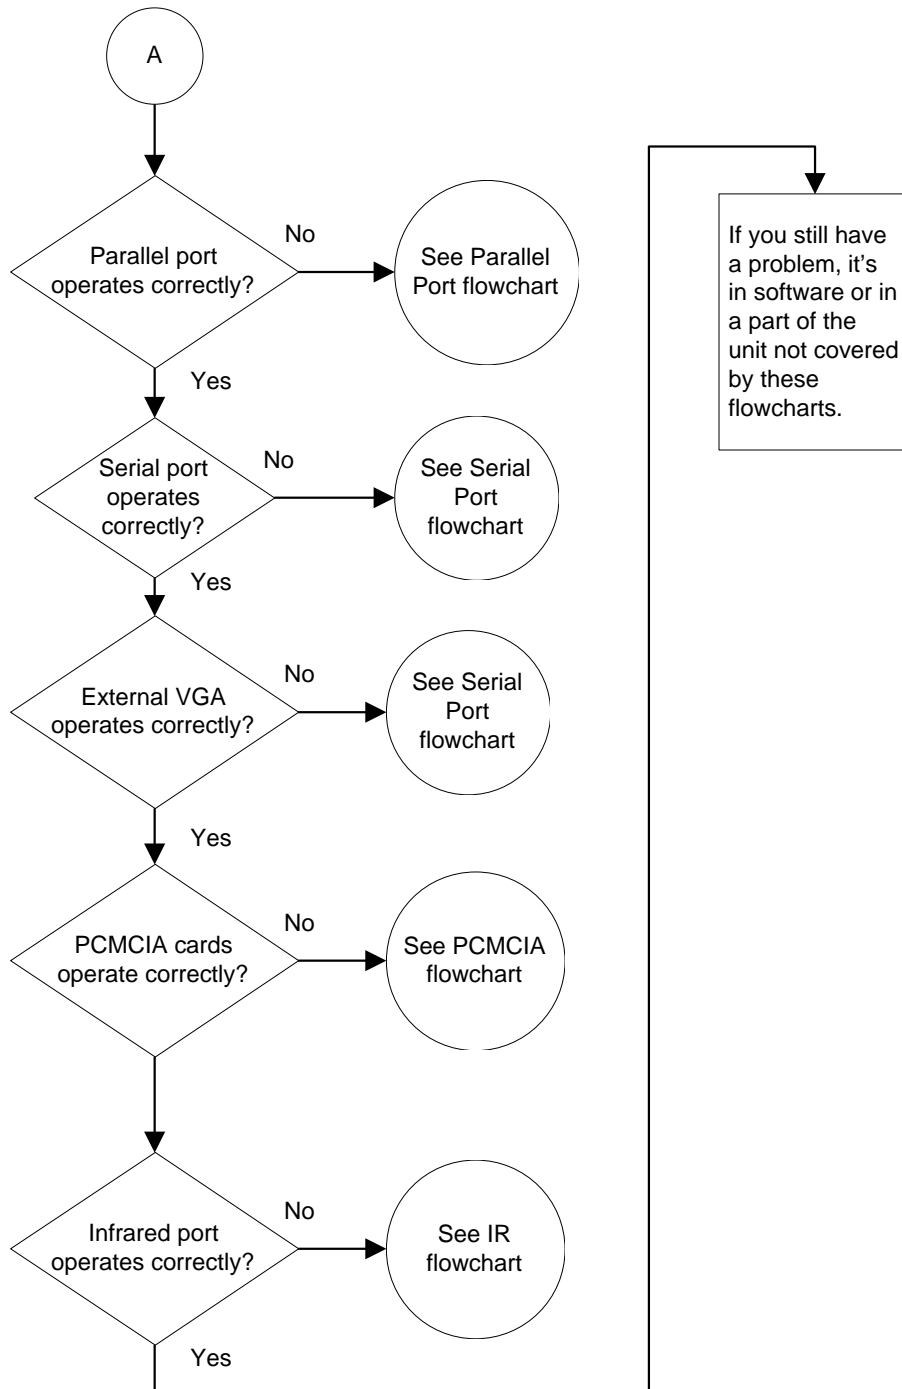 A
Parallel port
operates correctly?
No
See Parallel
Port flowchart
Yes
Serial port
operates
correctly?
No
See Serial
Port
flowchart
Yes
External VGA
operates correctly?
No
See Serial
Port
flowchart
Yes
PCMCIA cards
operate correctly?
No
See PCMCIA
flowchart
Infrared port
operates correctly?
No
See IR
flowchart
Yes
If you still have
a problem, it's
in software or in
a part of the
unit not covered
by these
flowcharts.